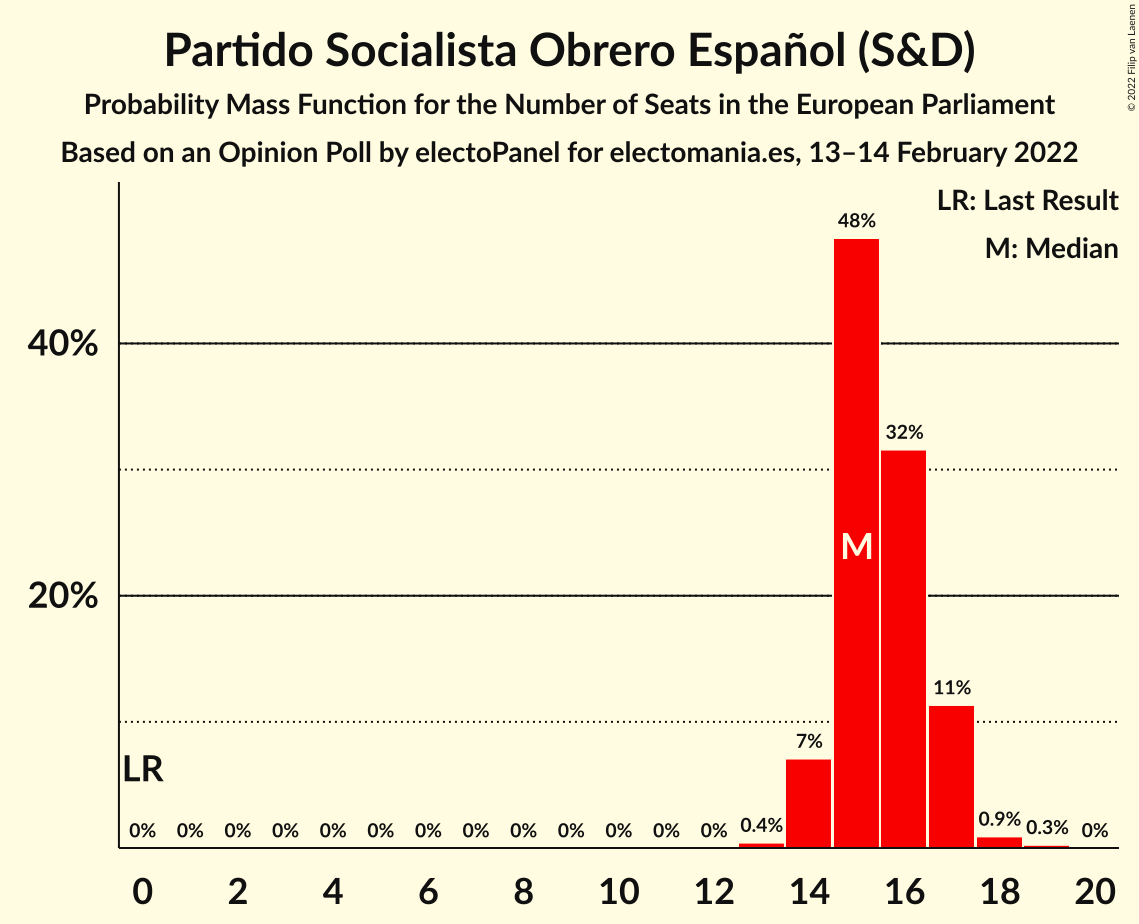 Partido Socialista Obrero Español (S&D)
Probability Mass Function for the Number of Seats in the European Parliament
Based on an Opinion Poll by electoPanel for electomania.es, 13–14 February 2022
© 2022 Filip van Laenen
LR: Last Result
M: Median
48%
40%
32%
M
20%
11%
7%
LR
0% 0% 0% 0% 0% 0% 0% 0% 0% 0% 0% 0% 0% 0.4% 0.9% 0.3% 0%
0 2 4 6 8 10 12 14 16 18 20